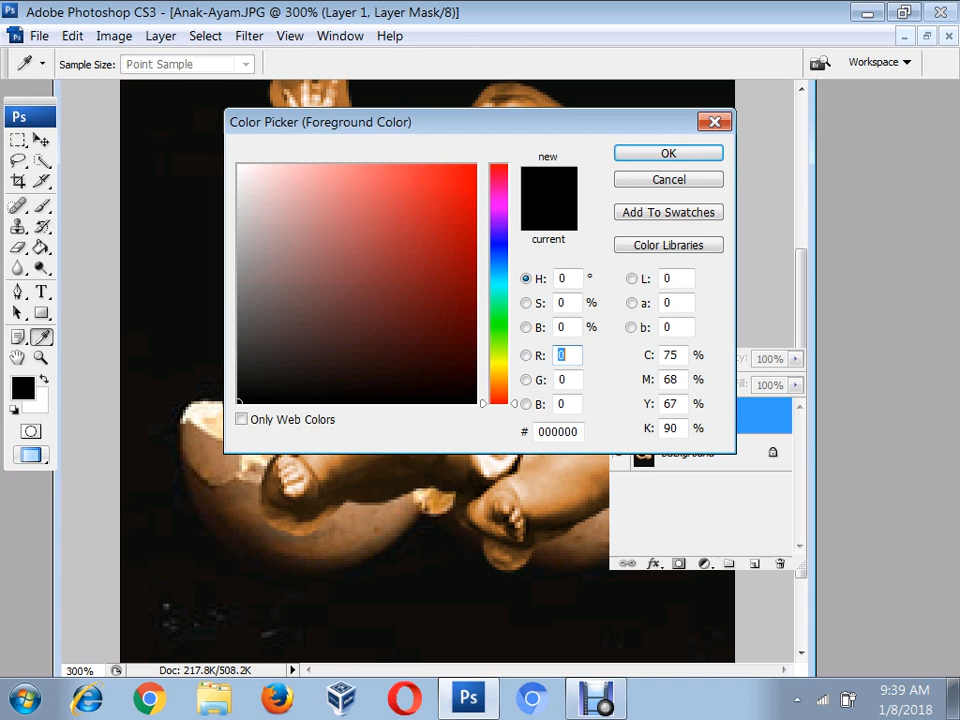 Adobe Photoshop CS3 - [Anak-Ayam.JPG @ 300% (Layer 1, Layer Mask/8)]
File Edit Image Layer Select Filter View Window Help
Sample Size: Point Sample Workspace
Ps
Color Picker (Foreground Color)
new
current
OK
Cancel
Add To Swatches
Color Libraries
H: 0 ° L: 0
S: 0 % a: 0
B: 0 % b: 0
R: 0 C: 75 %
G: 0 M: 68 %
B: 0 Y: 67 %
# 000000 K: 90 %
Only Web Colors
100%
100%
T
fx
300% Doc: 217.8K/508.2K
Ps
9:39 AM
1/8/2018